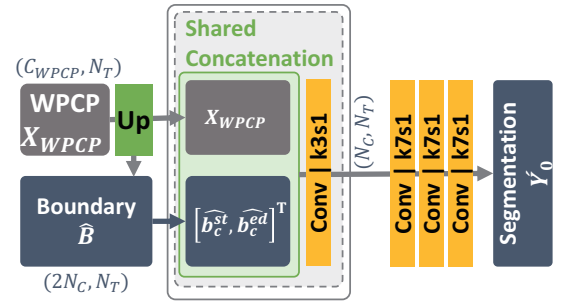 Shared
Concatenation
(C_WPCP, N_T)
WPCP
X_WPCP
Up
X_WPCP
Conv | k3s1
(N_C, N_T)
Conv | k7s1
Conv | k7s1
Conv | k7s1
Segmentation
Ý_0
Boundary
B̂
[b̂_c^st, b̂_c^ed]^T
(2N_C, N_T)